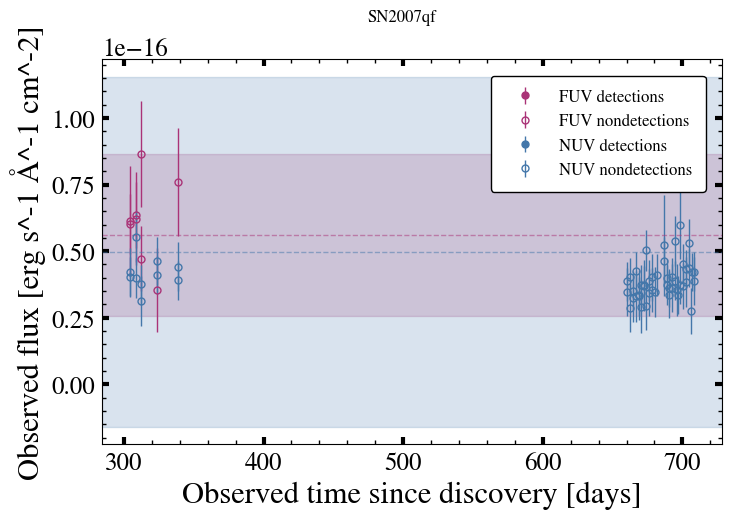 SN2007qf
1e−16
Observed flux [erg s^-1 Å^-1 cm^-2]
1.00
0.75
0.50
0.25
0.00
FUV detections
FUV nondetections
NUV detections
NUV nondetections
300 400 500 600 700
Observed time since discovery [days]